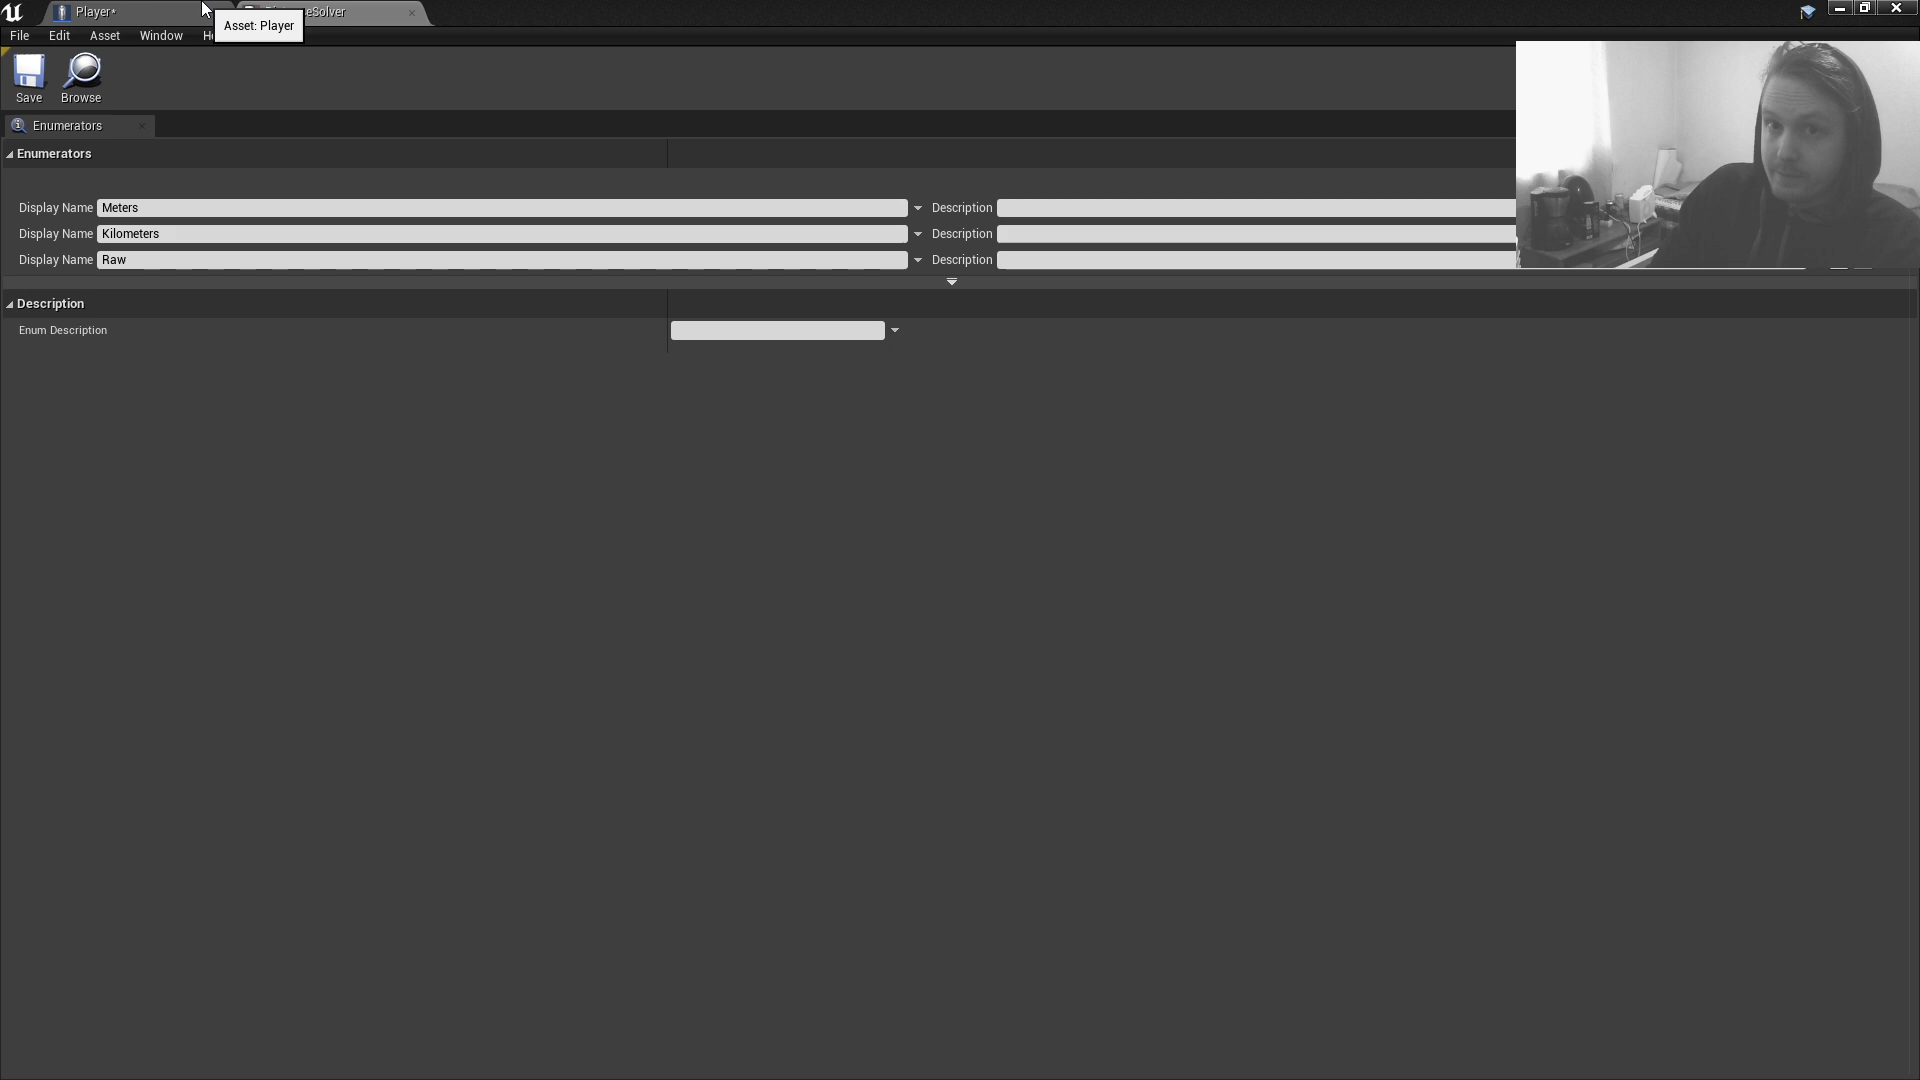 Player*
eSolver
Asset: Player
File Edit Asset Window H
Save Browse
Enumerators
Enumerators
Display Name Meters Description
Display Name Kilometers Description
Display Name Raw Description
Description
Enum Description